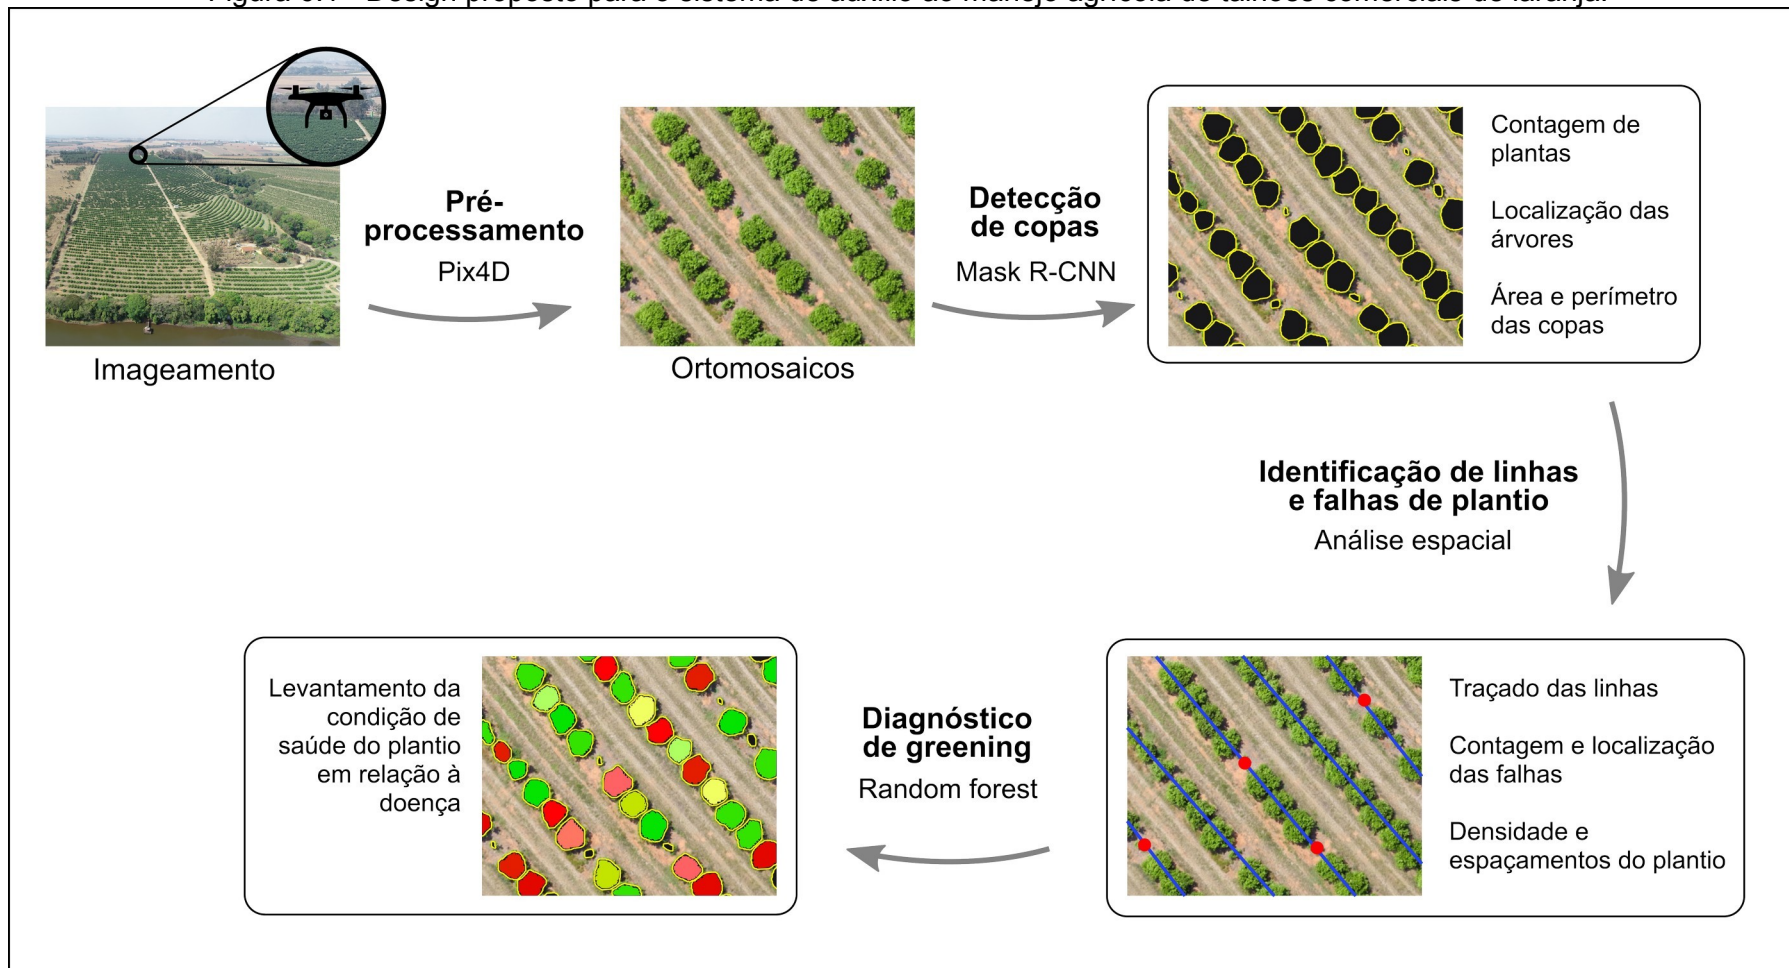 Pré-
processamento
Pix4D
Imageamento
Ortomosaicos
Detecção
de copas
Mask R-CNN
Contagem de
plantas
Localização das
árvores
Área e perímetro
das copas
Identificação de linhas
e falhas de plantio
Análise espacial
Traçado das linhas
Contagem e localização
das falhas
Densidade e
espaçamentos do plantio
Diagnóstico
de greening
Random forest
Levantamento da
condição de
saúde do plantio
em relação à
doença